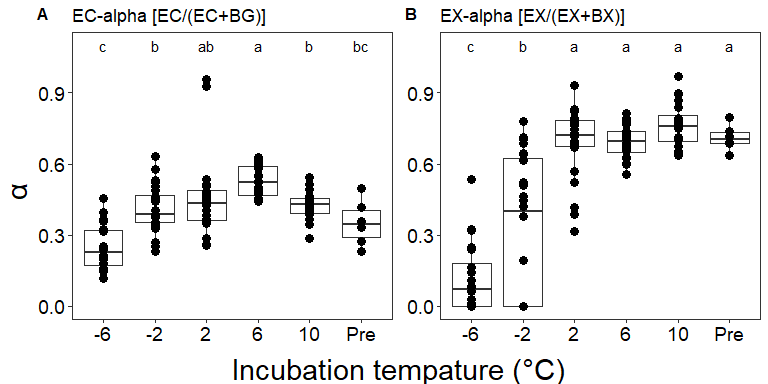 A EC-alpha [EC/(EC+BG)]
c b ab a b bc
α
0.9
0.6
0.3
0.0
-6 -2 2 6 10 Pre
B EX-alpha [EX/(EX+BX)]
c b a a a a
0.9
0.6
0.3
0.0
-6 -2 2 6 10 Pre
Incubation tempature (°C)